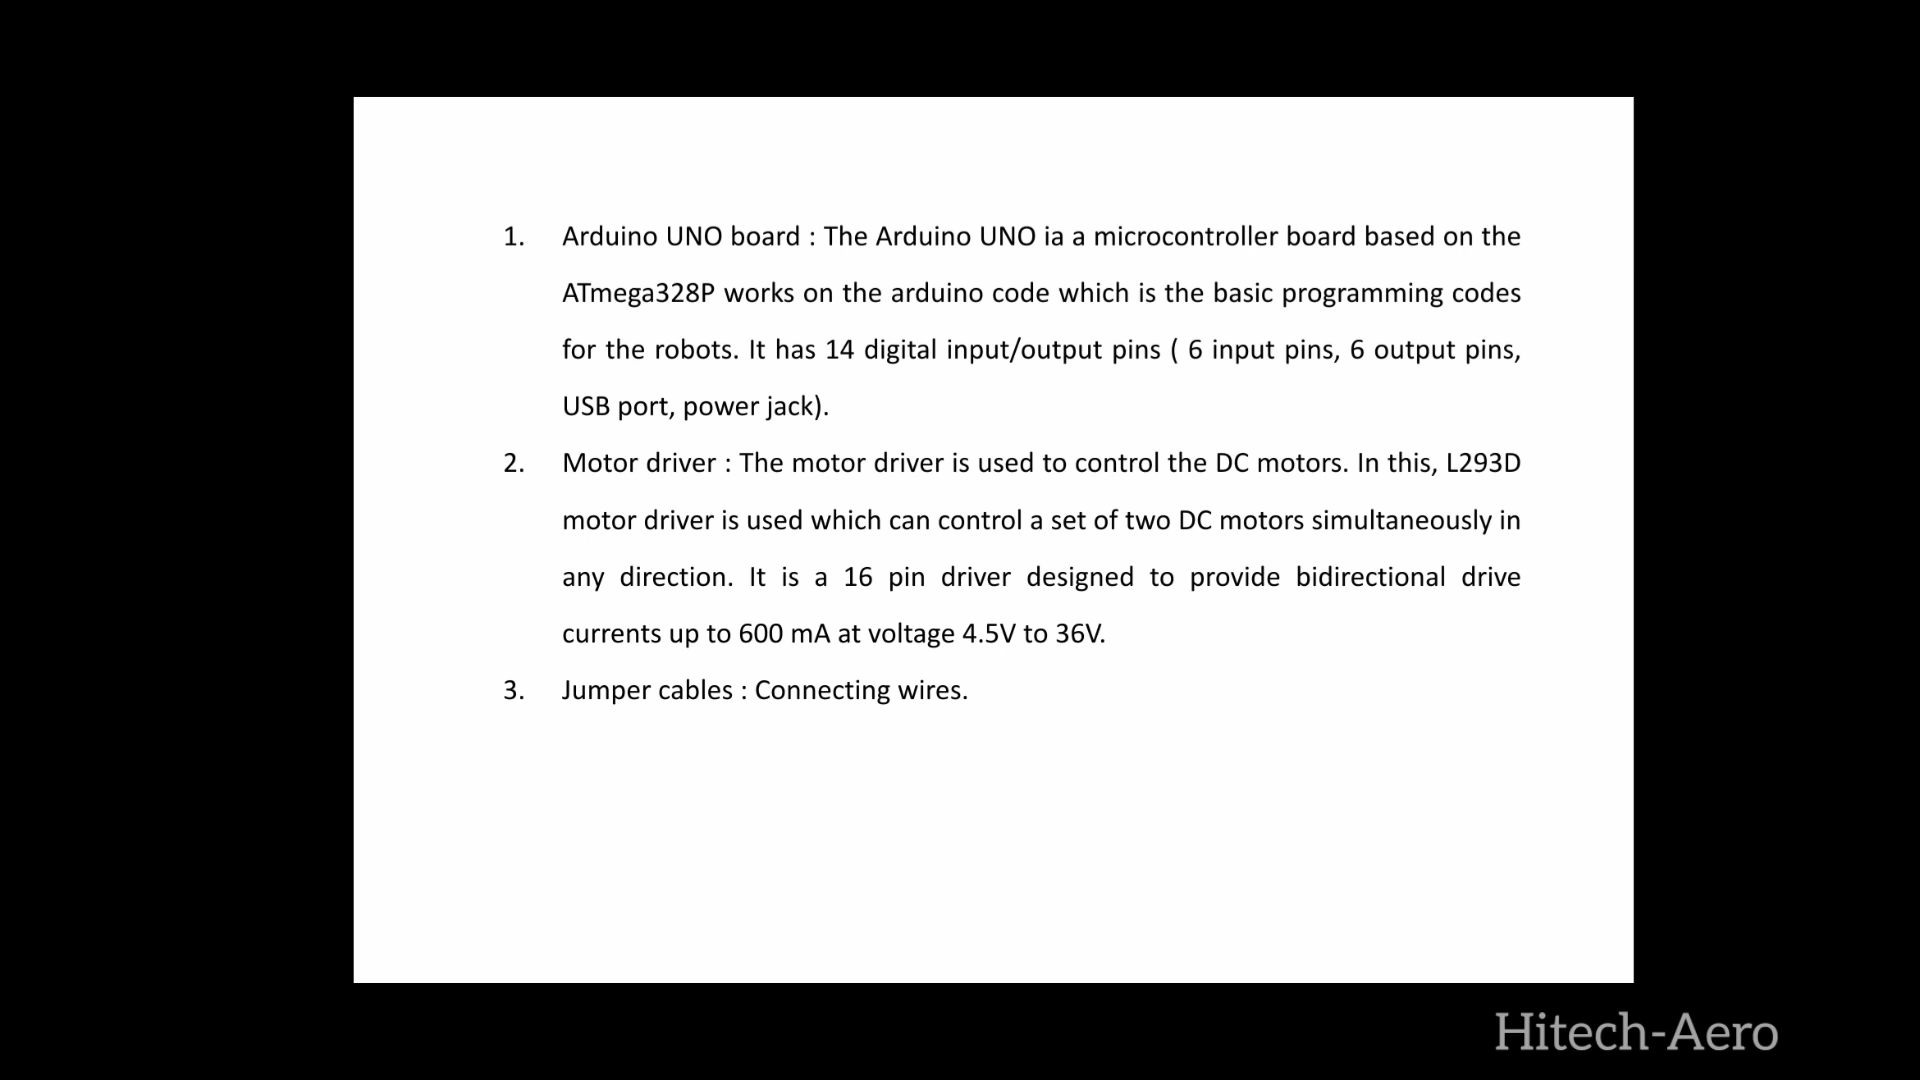 1. Arduino UNO board : The Arduino UNO ia a microcontroller board based on the
ATmega328P works on the arduino code which is the basic programming codes
for the robots. It has 14 digital input/output pins ( 6 input pins, 6 output pins,
USB port, power jack).
2. Motor driver : The motor driver is used to control the DC motors. In this, L293D
motor driver is used which can control a set of two DC motors simultaneously in
any direction. It is a 16 pin driver designed to provide bidirectional drive
currents up to 600 mA at voltage 4.5V to 36V.
3. Jumper cables : Connecting wires.
Hitech-Aero